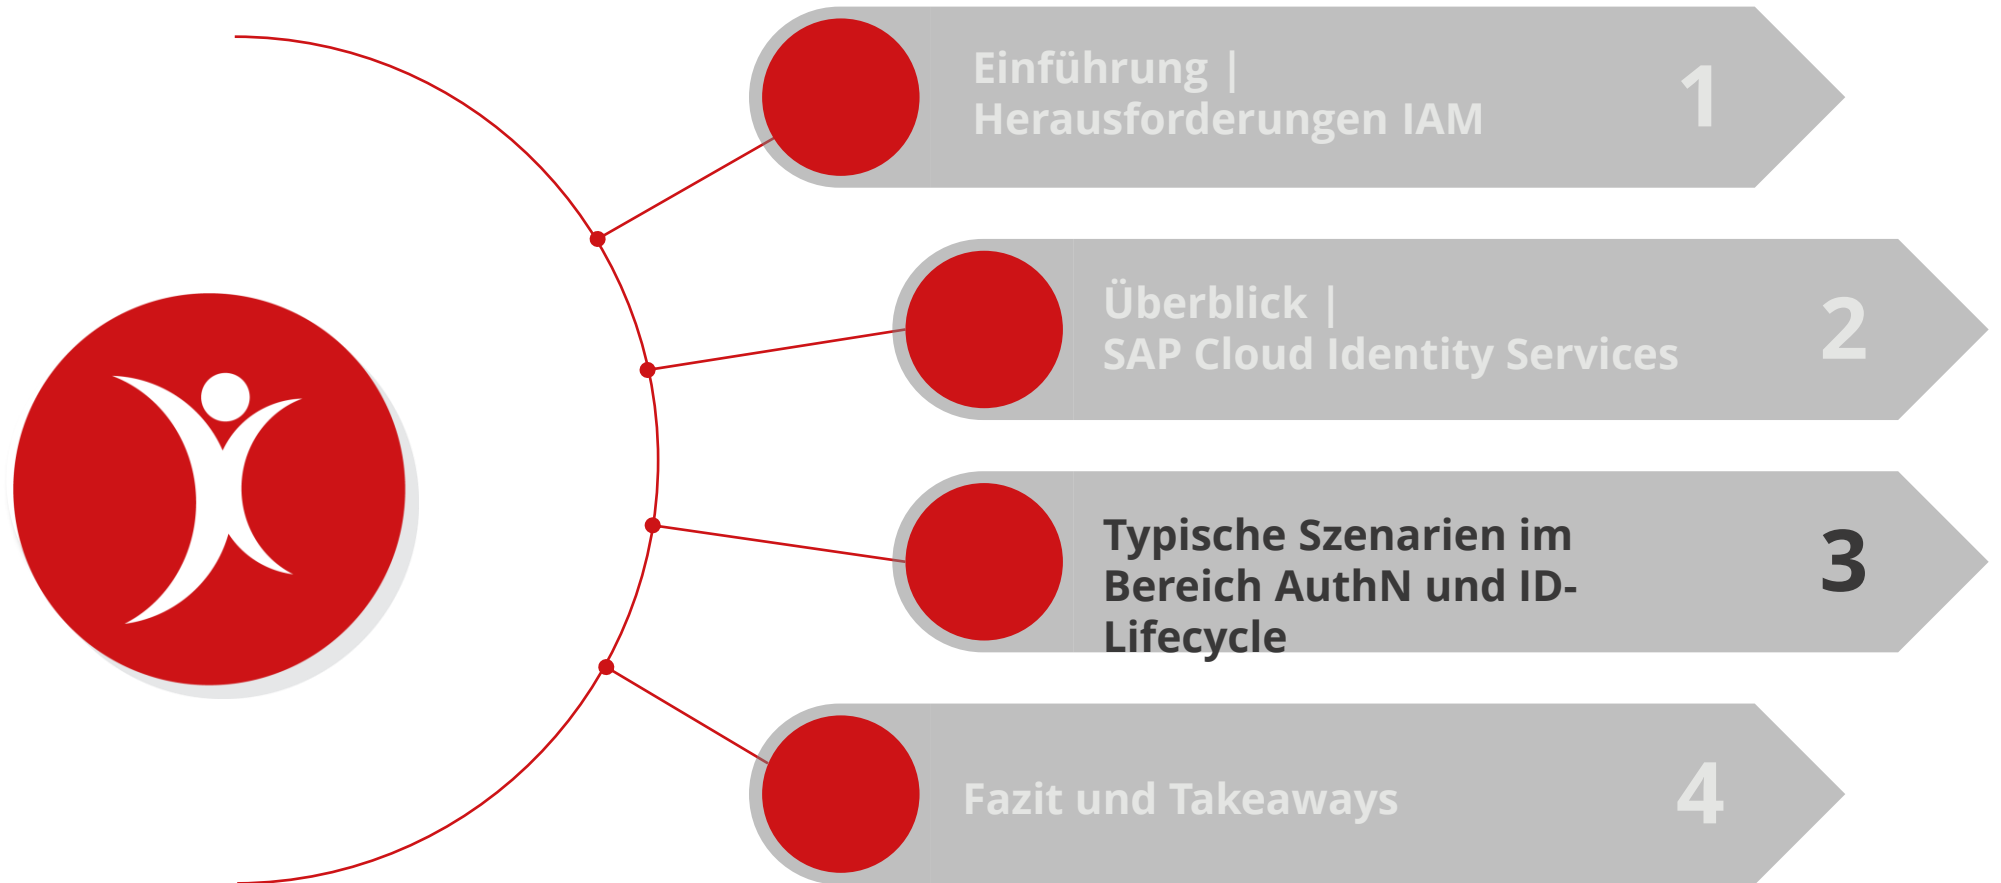 Einführung |
Herausforderungen IAM
1
Überblick |
SAP Cloud Identity Services
2
Typische Szenarien im
Bereich AuthN und ID-
Lifecycle
3
Fazit und Takeaways
4